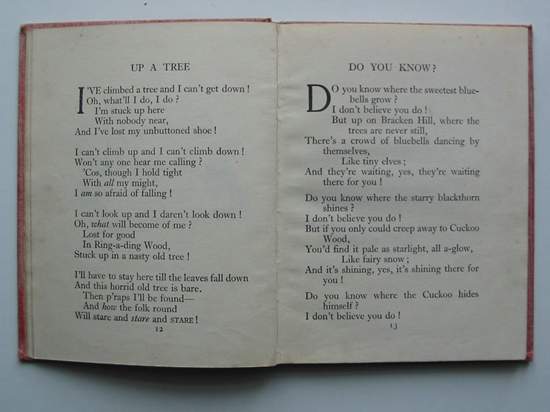 UP A TREE
I'VE climbed a tree and I can't get down!
Oh, what'll I do, I do?
I'm stuck up here
With nobody near,
And I've lost my unbuttoned shoe!
I can't climb up and I can't climb down!
Won't any one hear me calling?
'Cos, though I hold tight
With all my might,
I am so afraid of falling!
I can't look up and I daren't look down!
Oh, what will become of me?
Lost for good
In Ring-a-ding Wood,
Stuck up in a nasty old tree!
I'll have to stay here till the leaves fall down
And this horrid old tree is bare.
Then p'raps I'll be found—
And how the folk round
Will stare and stare and STARE!
12
DO YOU KNOW?
DO you know where the sweetest blue-
bells grow?
I don't believe you do!
But up on Bracken Hill, where the
trees are never still,
There's a crowd of bluebells dancing by
themselves,
Like tiny elves;
And they're waiting, yes, they're waiting
there for you!
Do you know where the starry blackthorn
shines?
I don't believe you do!
But if you only could creep away to Cuckoo
Wood,
You'd find it pale as starlight, all a-glow,
Like fairy snow;
And it's shining, yes, it's shining there for
you!
Do you know where the Cuckoo hides
himself?
I don't believe you do!
13